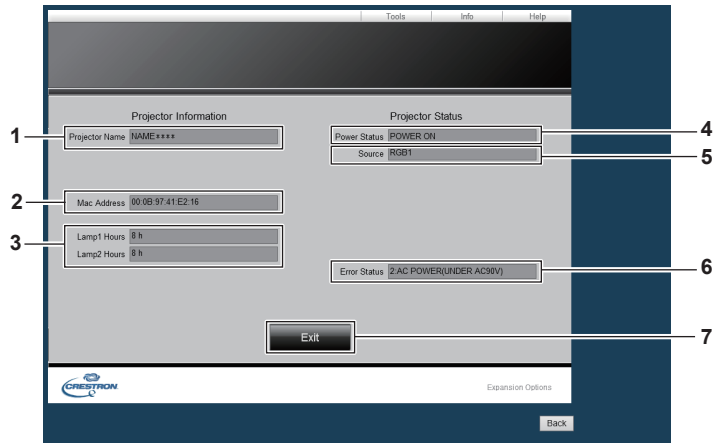 Tools Info Help
Projector Information
Projector Status
1 Projector Name NAME****
Power Status POWER ON 4
Source RGB1 5
2 Mac Address 00:0B:97:41:E2:16
3 Lamp1 Hours 8 h
Lamp2 Hours 8 h
Error Status 2:AC POWER(UNDER AC90V) 6
Exit 7
CRESTRON
Expansion Options
Back